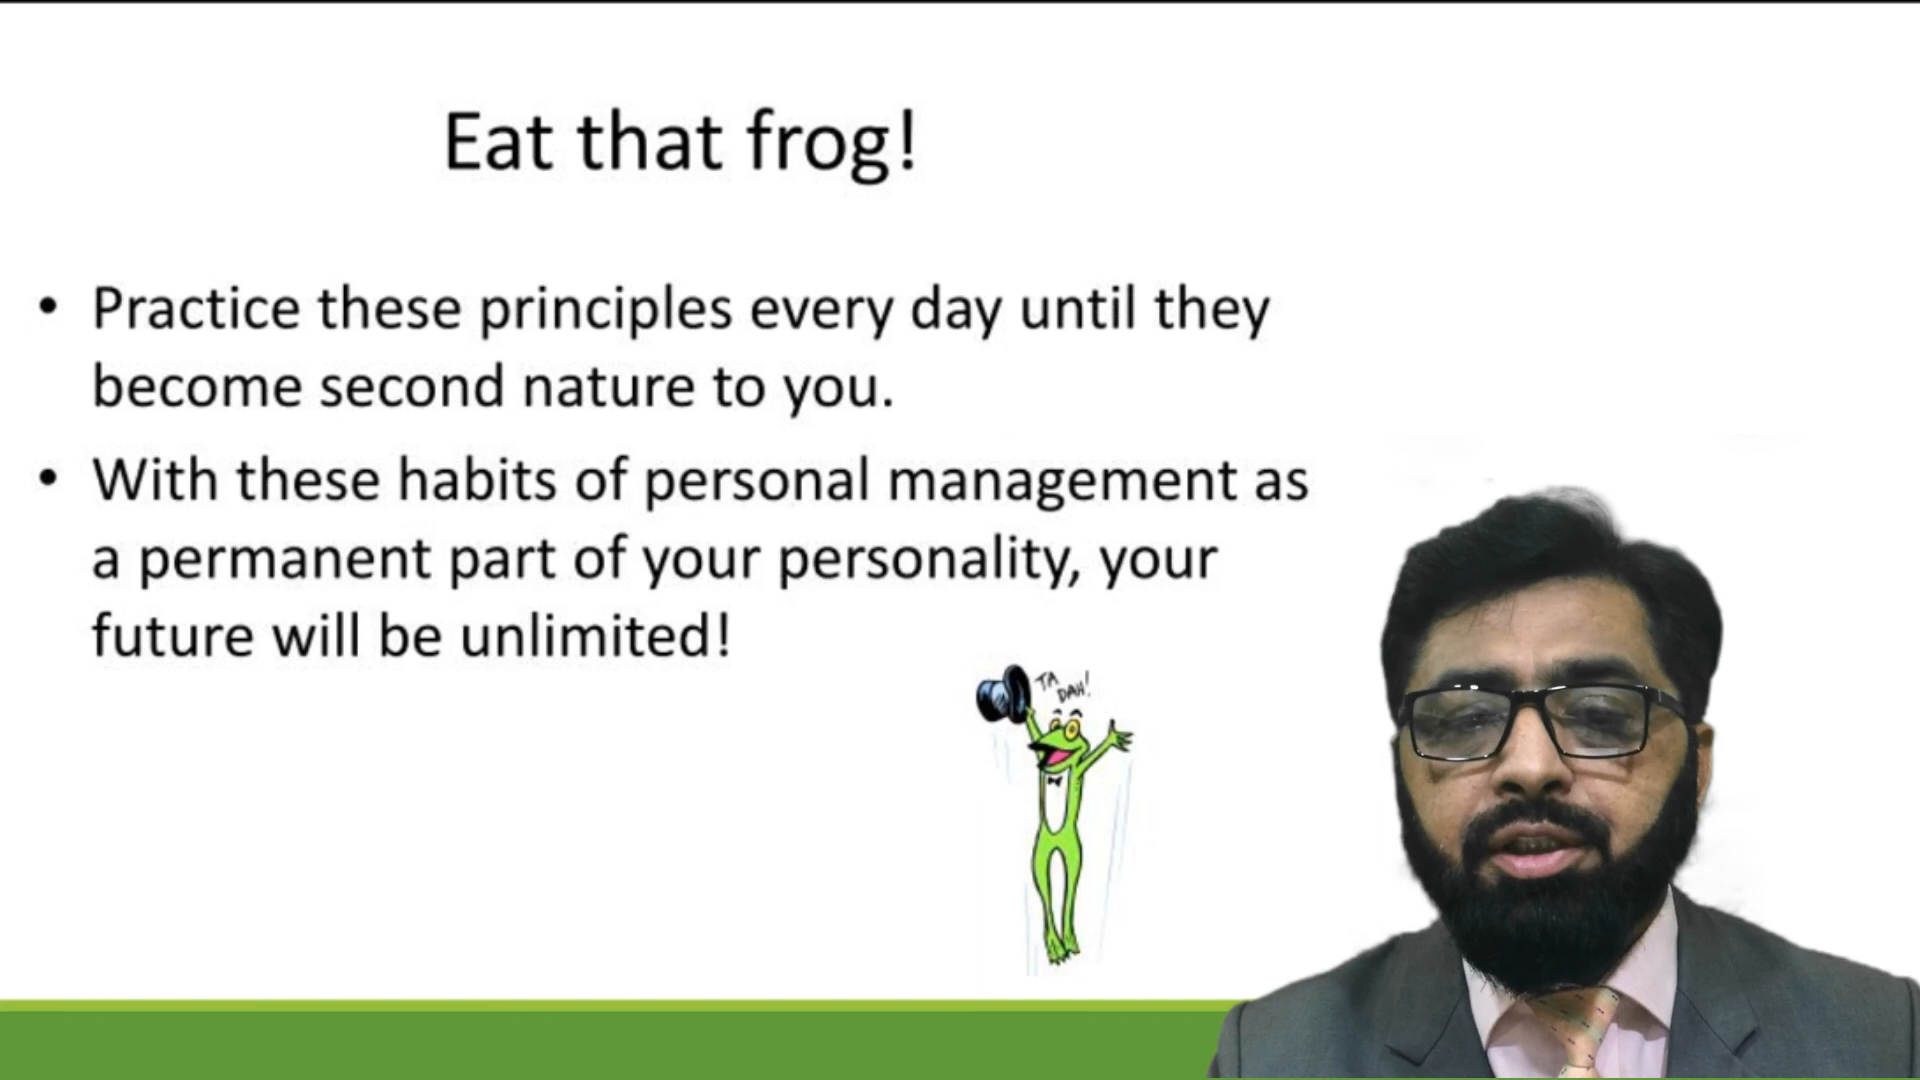 Eat that frog!
• Practice these principles every day until they
become second nature to you.
• With these habits of personal management as
a permanent part of your personality, your
future will be unlimited!
TA
DAH!